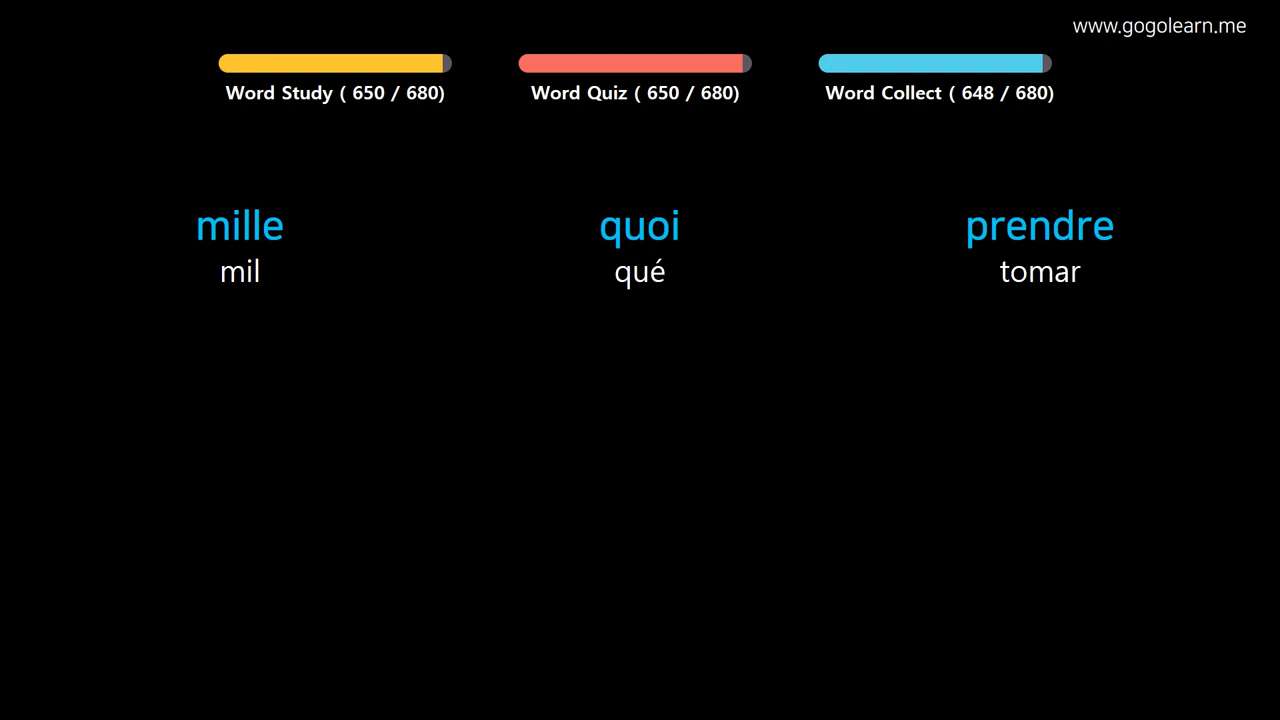 www.gogolearn.me
Word Study ( 650 / 680)
Word Quiz ( 650 / 680)
Word Collect ( 648 / 680)
mille
quoi
prendre
mil
qué
tomar